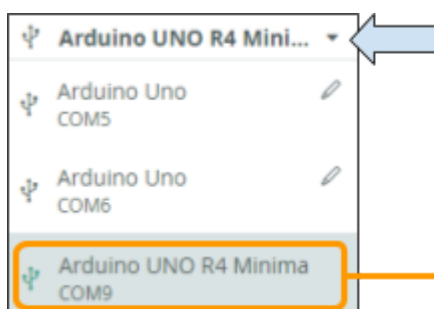 Arduino UNO R4 Mini...
Arduino Uno
COM5
Arduino Uno
COM6
Arduino UNO R4 Minima
COM9